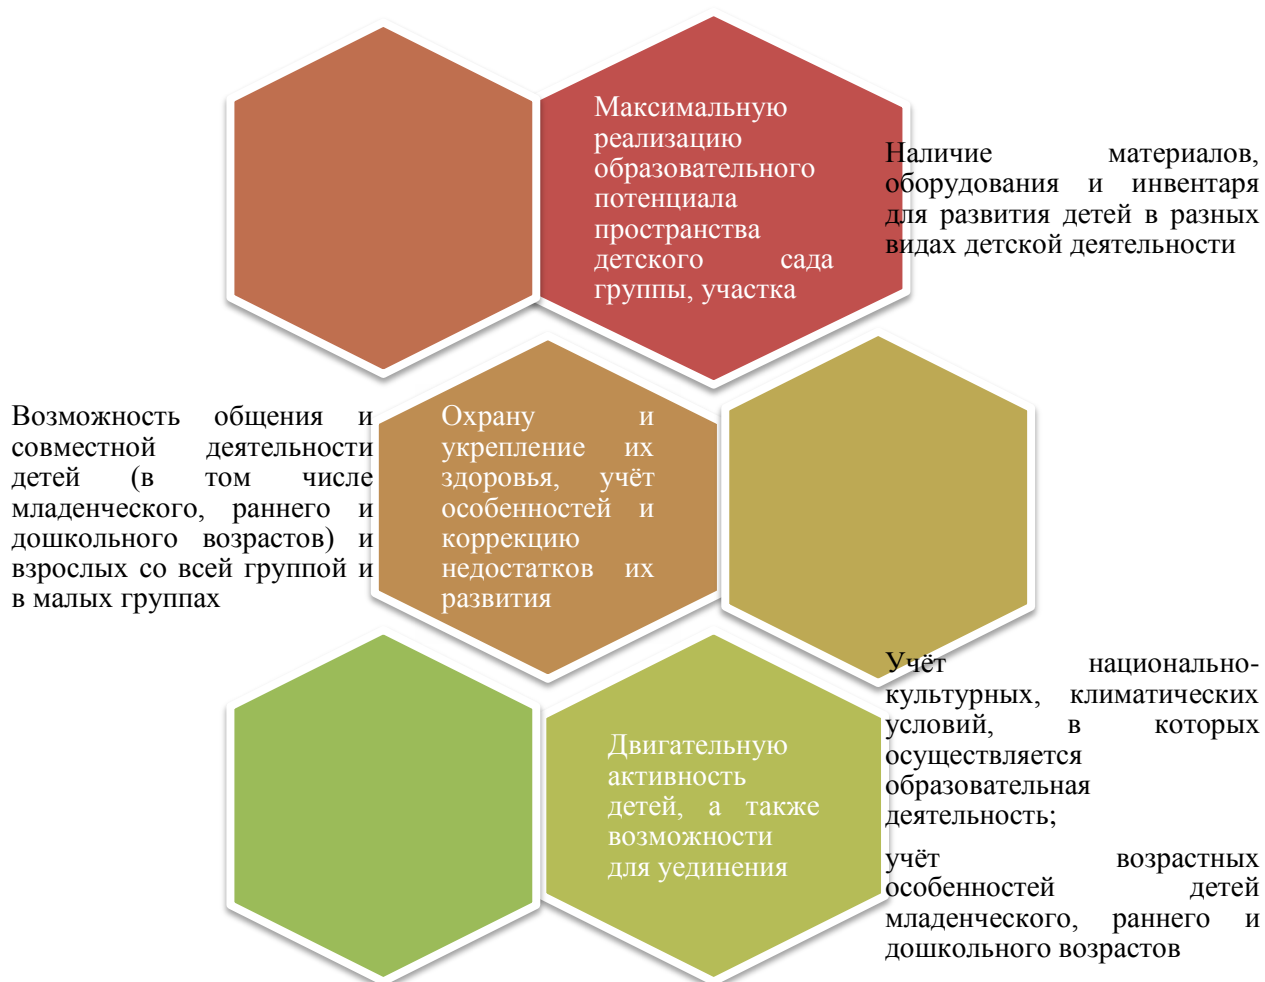 Максимальную
реализацию
образовательного
потенциала
пространства
детского сада
группы, участка
Наличие материалов,
оборудования и инвентаря
для развития детей в разных
видах детской деятельности
Возможность общения и
совместной деятельности
детей (в том числе
младенческого, раннего и
дошкольного возрастов) и
взрослых со всей группой и
в малых группах
Охрану и
укрепление их
здоровья, учёт
особенностей и
коррекцию
недостатков их
развития
Двигательную
активность
детей, а также
возможности
для уединения
Учёт национально-
культурных, климатических
условий, в которых
осуществляется
образовательная
деятельность;
учёт возрастных
особенностей детей
младенческого, раннего и
дошкольного возрастов